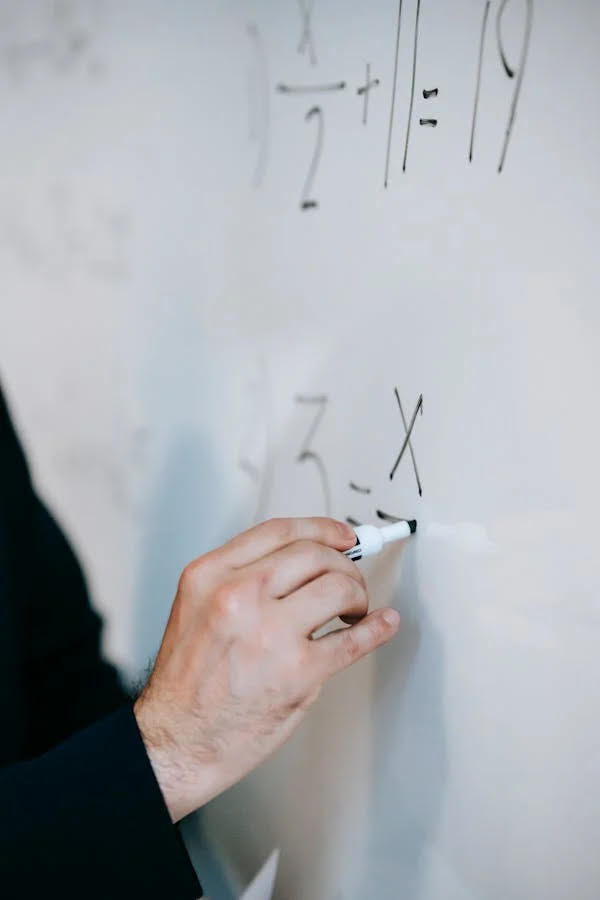 ) x/2 + 11 = 19
) 3 = x